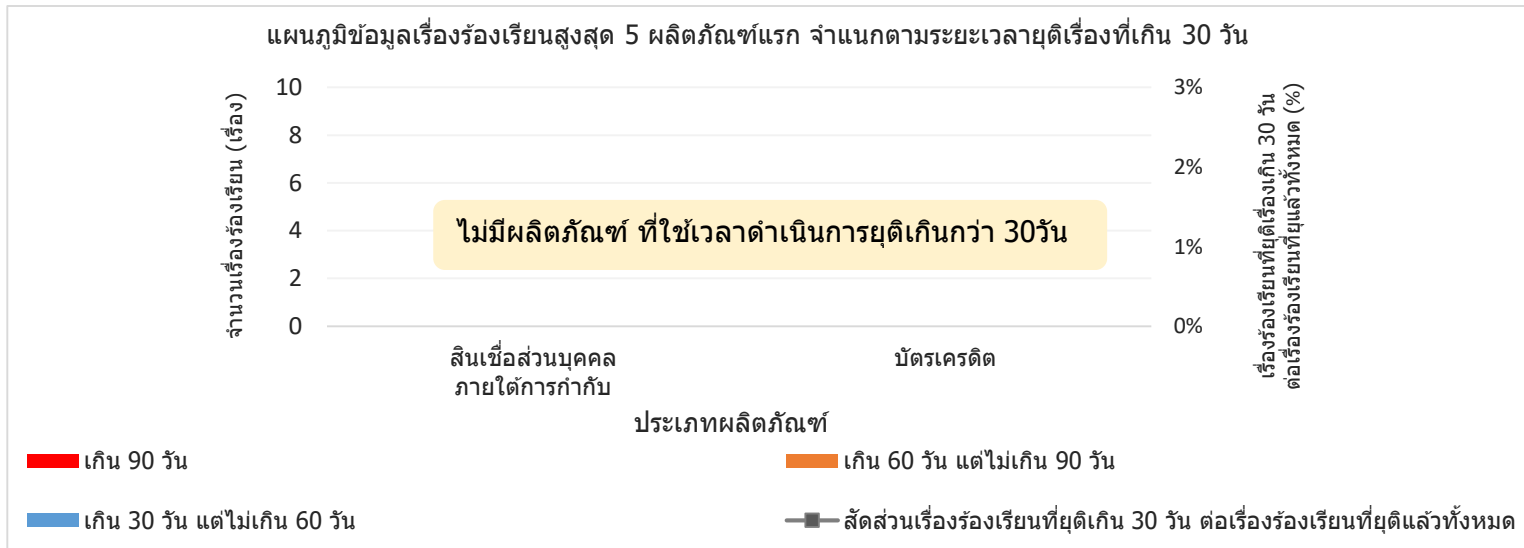 แผนภูมิข้อมูลเรื่องร้องเรียนสูงสุด 5 ผลิตภัณฑ์แรก จำแนกตามระยะเวลายุติเรื่องที่เกิน 30 วัน
จำนวนเรื่องร้องเรียน (เรื่อง)
10
8
6
4
2
0
ไม่มีผลิตภัณฑ์ ที่ใช้เวลาดำเนินการยุติเกินกว่า 30วัน
3%
2%
1%
0%
เรื่องร้องเรียนที่ยุติเรื่องเกิน 30 วัน
ต่อเรื่องร้องเรียนที่ยุติแล้วทั้งหมด (%)
สินเชื่อส่วนบุคคล
ภายใต้การกำกับ
บัตรเครดิต
ประเภทผลิตภัณฑ์
เกิน 90 วัน
เกิน 60 วัน แต่ไม่เกิน 90 วัน
เกิน 30 วัน แต่ไม่เกิน 60 วัน
สัดส่วนเรื่องร้องเรียนที่ยุติเกิน 30 วัน ต่อเรื่องร้องเรียนที่ยุติแล้วทั้งหมด